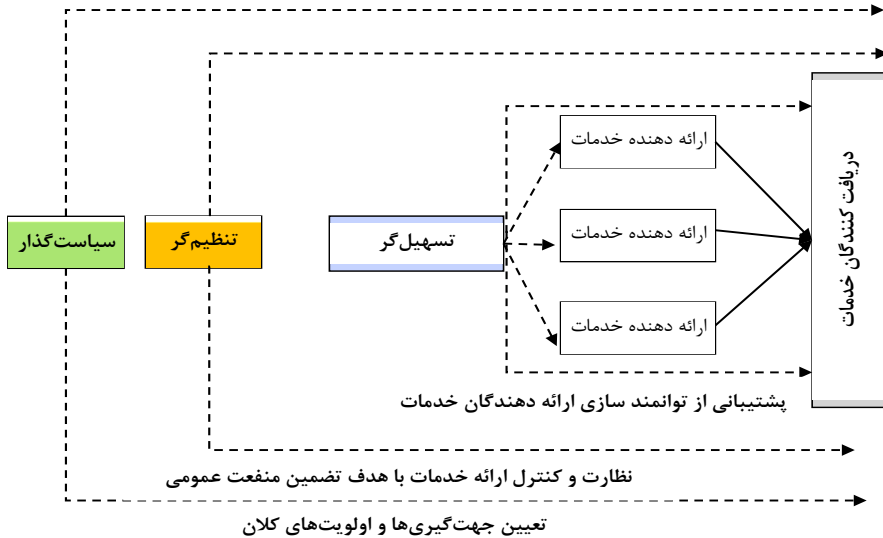 ارائه دهنده خدمات
سیاست‌گذار
تنظیم‌گر
تسهیل‌گر
ارائه دهنده خدمات
ارائه دهنده خدمات
دریافت کنندگان خدمات
پشتیبانی از توانمند سازی ارائه دهندگان خدمات
نظارت و کنترل ارائه خدمات با هدف تضمین منفعت عمومی
تعیین جهت‌گیری‌ها و اولویت‌های کلان